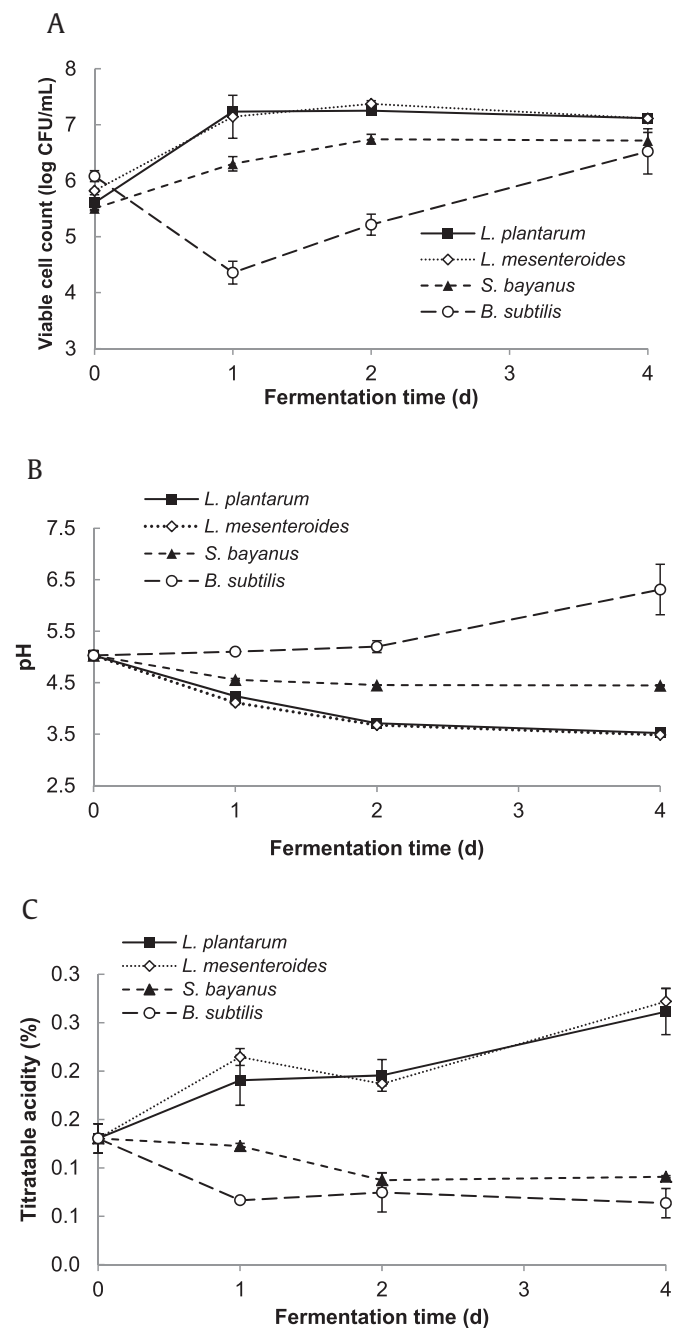 A
8
7
6
5
4
3
Viable cell count (log CFU/mL)
L. plantarum
L. mesenteroides
S. bayanus
B. subtilis
0 1 2 3 4
Fermentation time (d)
B
L. plantarum
L. mesenteroides
S. bayanus
B. subtilis
7.5
6.5
5.5
4.5
3.5
2.5
pH
0 1 2 3 4
Fermentation time (d)
C
L. plantarum
L. mesenteroides
S. bayanus
B. subtilis
0.3
0.3
0.2
0.2
0.1
0.1
0.0
Titratable acidity (%)
0 1 2 3 4
Fermentation time (d)